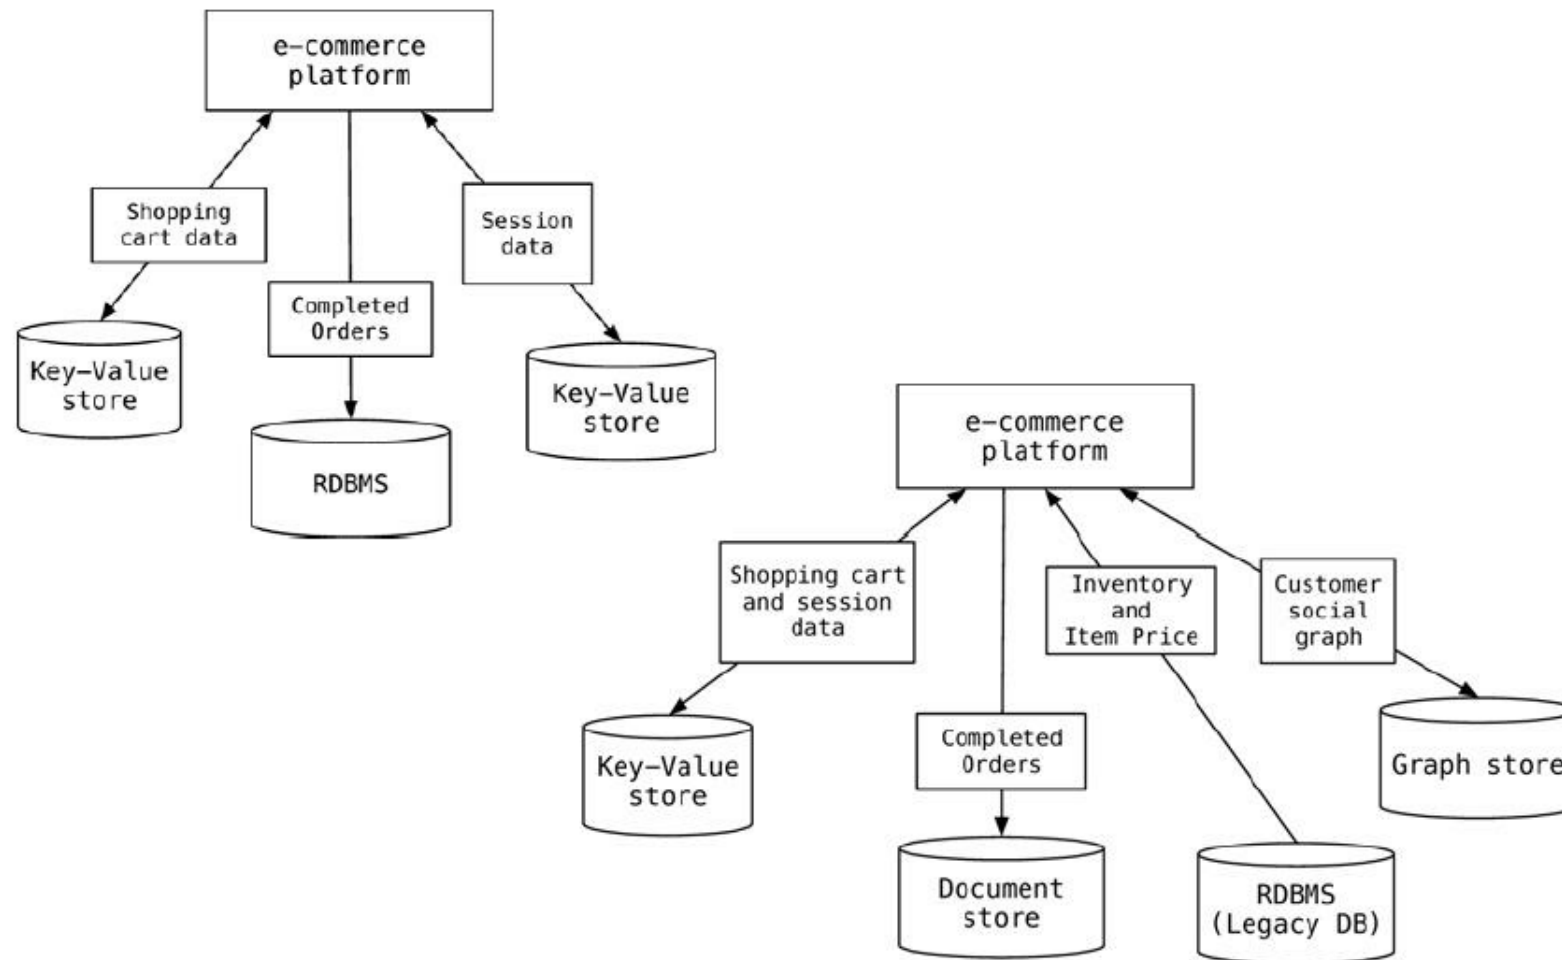 e-commerce
platform
Shopping
cart data
Session
data
Completed
Orders
Key-Value
store
Key-Value
store
RDBMS
e-commerce
platform
Shopping cart
and session
data
Inventory
and
Item Price
Customer
social
graph
Completed
Orders
Key-Value
store
Graph store
Document
store
RDBMS
(Legacy DB)